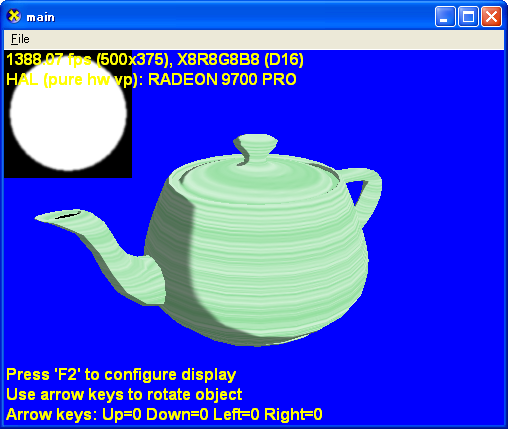 main
File
1388.07 fps (500x375), X8R8G8B8 (D16)
HAL (pure hw vp): RADEON 9700 PRO
Press 'F2' to configure display
Use arrow keys to rotate object
Arrow keys: Up=0 Down=0 Left=0 Right=0